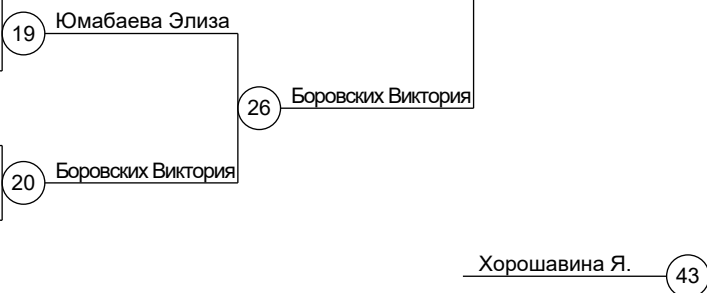 19 Юмабаева Элиза
26 Боровских Виктория
20 Боровских Виктория
Хорошавина Я. 43